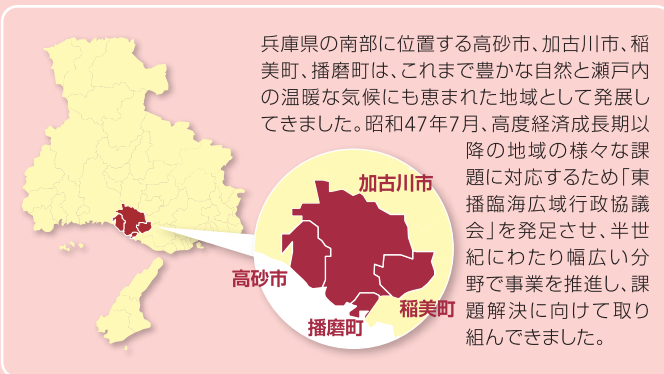 兵庫県の南部に位置する高砂市、加古川市、稲
美町、播磨町は、これまで豊かな自然と瀬戸内
の温暖な気候にも恵まれた地域として発展し
てきました。昭和47年7月、高度経済成長期以
降の地域の様々な課
題に対応するため「東
播臨海広域行政協議
会」を発足させ、半世
紀にわたり幅広い分
野で事業を推進し、課
題解決に向けて取り
組んできました。
加古川市
高砂市
稲美町
播磨町